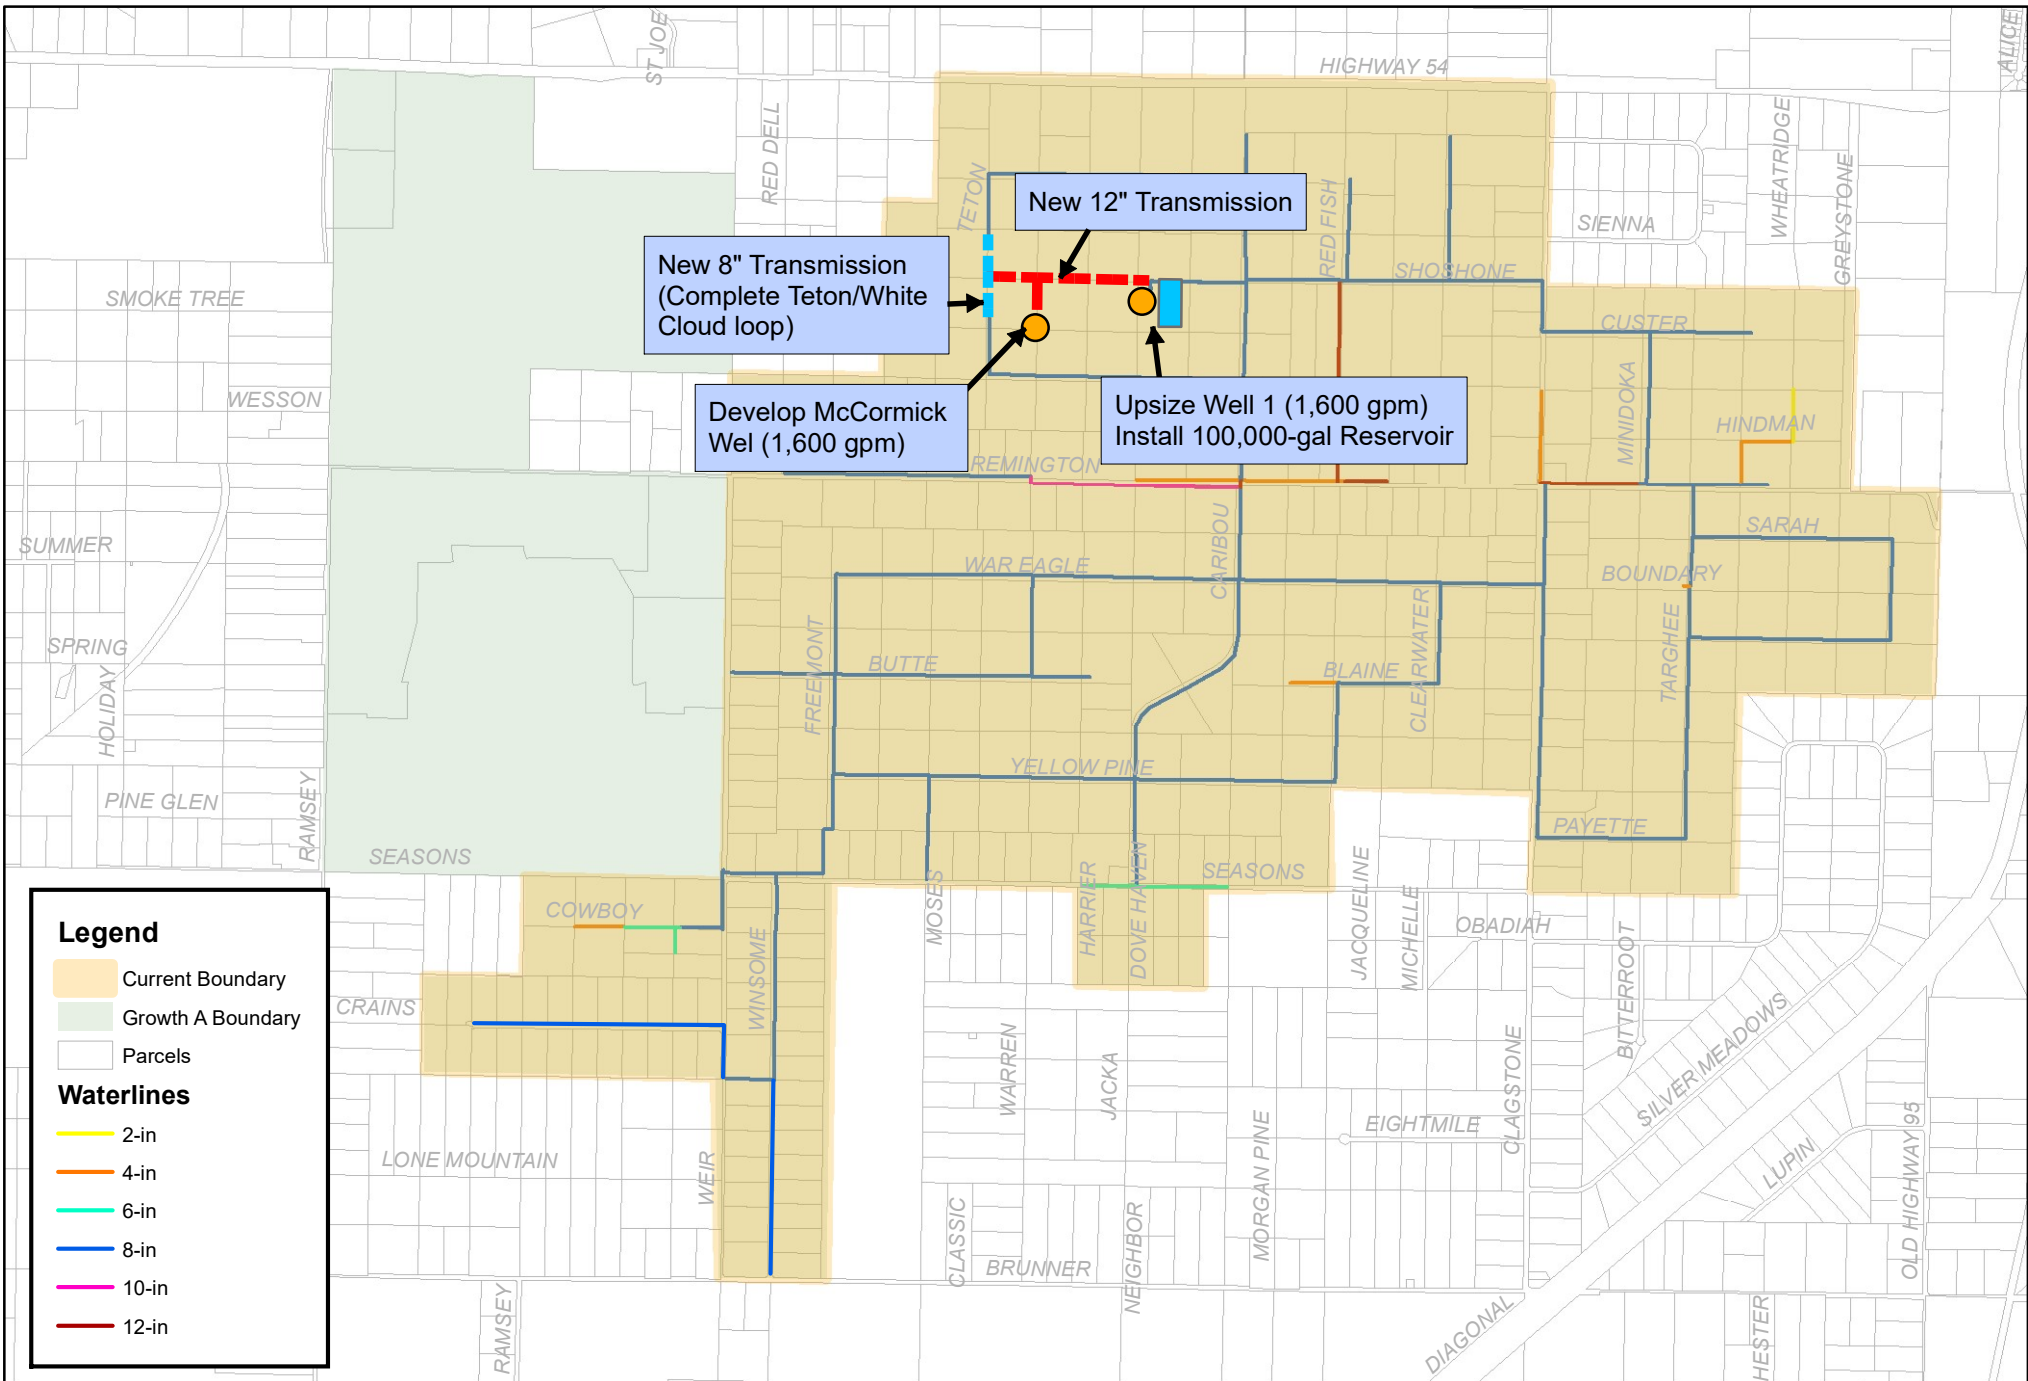 ST JOE
HIGHWAY 54
ALICE
RED DELL
WHEATRIDGE
GREYSTONE
TETON
RED FISH
SIENNA
New 12" Transmission
New 8" Transmission
(Complete Teton/White
Cloud loop)
SHOSHONE
SMOKE TREE
CUSTER
WESSON
MINIDOKA
HINDMAN
Develop McCormick
Wel (1,600 gpm)
Upsize Well 1 (1,600 gpm)
Install 100,000-gal Reservoir
REMINGTON
SUMMER
CARIBOU
SARAH
WAR EAGLE
BOUNDARY
SPRING
HOLIDAY
FREEMONT
BUTTE
BLAINE
CLEARWATER
TARGHEE
YELLOW PINE
PINE GLEN
RAMSEY
PAYETTE
SEASONS
SEASONS
HARRIER
DOVE HAVEN
MOSES
JACQUELINE
MICHELLE
OBADIAH
BITTERROOT
COWBOY
WINSOME
CRAINS
WARREN
JACKA
CLAGSTONE
SILVER MEADOWS
EIGHTMILE
LONE MOUNTAIN
WEIR
MORGAN PINE
LUPIN
OLD HIGHWAY 95
CLASSIC
NEIGHBOR
BRUNNER
RAMSEY
DIAGONAL
HESTER
Legend
Current Boundary
Growth A Boundary
Parcels
Waterlines
2-in
4-in
6-in
8-in
10-in
12-in